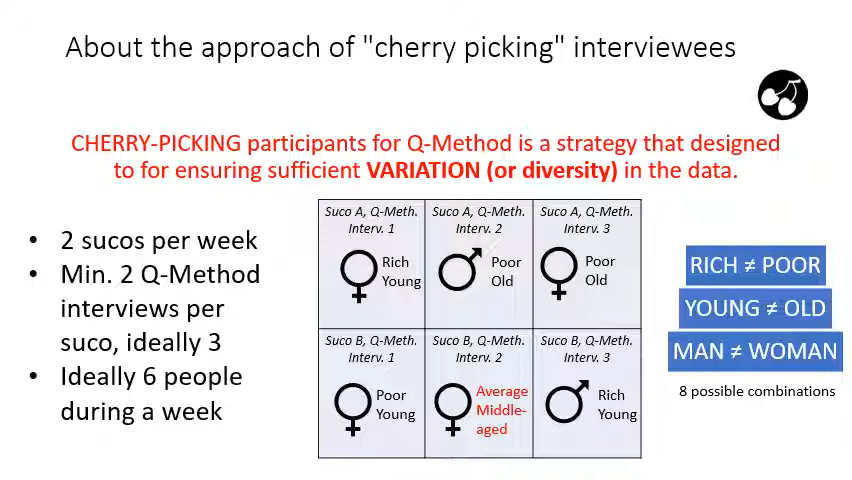 About the approach of "cherry picking" interviewees
CHERRY-PICKING participants for Q-Method is a strategy that designed
to for ensuring sufficient VARIATION (or diversity) in the data.
• 2 sucos per week
• Min. 2 Q-Method
interviews per
suco, ideally 3
• Ideally 6 people
during a week
Suco A, Q-Meth.
Interv. 1
Rich
Young
Suco A, Q-Meth.
Interv. 2
Poor
Old
Suco A, Q-Meth.
Interv. 3
Poor
Old
Suco B, Q-Meth.
Interv. 1
Poor
Young
Suco B, Q-Meth.
Interv. 2
Average
Middle-
aged
Suco B, Q-Meth.
Interv. 3
Rich
Young
RICH ≠ POOR
YOUNG ≠ OLD
MAN ≠ WOMAN
8 possible combinations